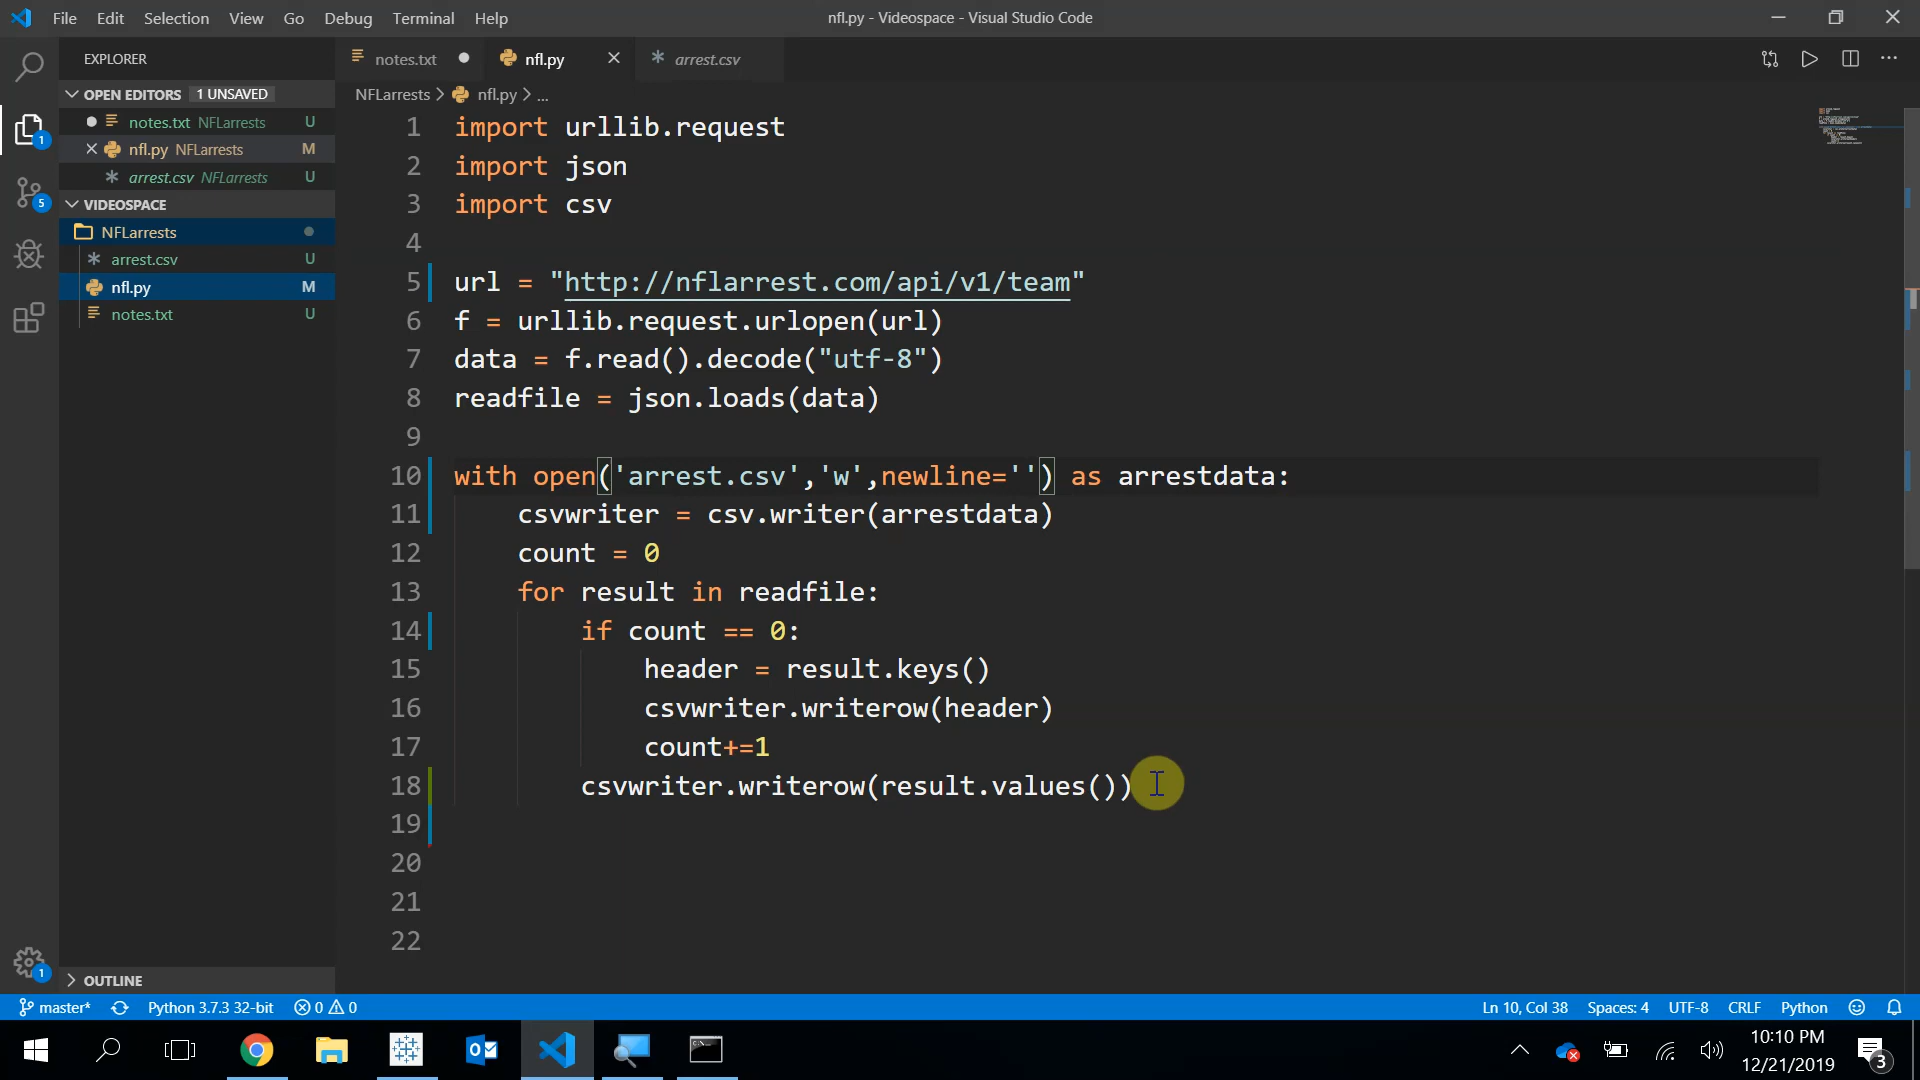 File Edit Selection View Go Debug Terminal Help
nfl.py - Videospace - Visual Studio Code
EXPLORER
OPEN EDITORS 1 UNSAVED
notes.txt NFLarrests U
nfl.py NFLarrests M
arrest.csv NFLarrests U
VIDEOSPACE
NFLarrests
arrest.csv U
nfl.py M
notes.txt U
OUTLINE
1
5
1
notes.txt nfl.py arrest.csv
NFLarrests > nfl.py > ...
1 import urllib.request
2 import json
3 import csv
4
5 url = "http://nflarrest.com/api/v1/team"
6 f = urllib.request.urlopen(url)
7 data = f.read().decode("utf-8")
8 readfile = json.loads(data)
9
10 with open('arrest.csv','w',newline='') as arrestdata:
11 csvwriter = csv.writer(arrestdata)
12 count = 0
13 for result in readfile:
14 if count == 0:
15 header = result.keys()
16 csvwriter.writerow(header)
17 count+=1
18 csvwriter.writerow(result.values())
19
20
21
22
master* Python 3.7.3 32-bit 0 0 Ln 10, Col 38 Spaces: 4 UTF-8 CRLF Python
10:10 PM
12/21/2019
3